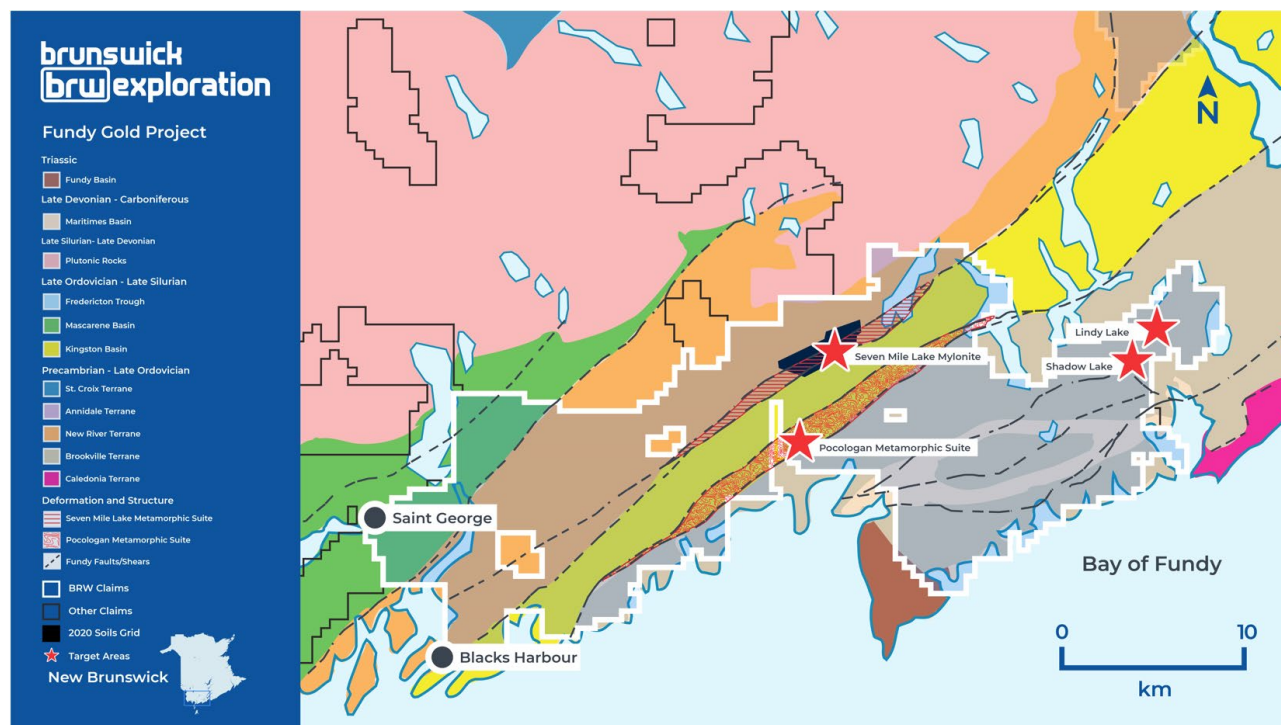 brunswick
brw exploration
Fundy Gold Project
Triassic
Fundy Basin
Late Devonian - Carboniferous
Maritimes Basin
Late Silurian- Late Devonian
Plutonic Rocks
Late Ordovician - Late Silurian
Fredericton Trough
Mascarene Basin
Kingston Basin
Precambrian - Late Ordovician
St. Croix Terrane
Annidale Terrane
New River Terrane
Brookville Terrane
Caledonia Terrane
Deformation and Structure
Seven Mile Lake Metamorphic Suite
Pocologan Metamorphic Suite
Fundy Faults/Shears
BRW Claims
Other Claims
2020 Soils Grid
Target Areas
New Brunswick
N
Lindy Lake
Seven Mile Lake Mylonite
Shadow Lake
Pocologan Metamorphic Suite
Saint George
Bay of Fundy
Blacks Harbour
0 10
km